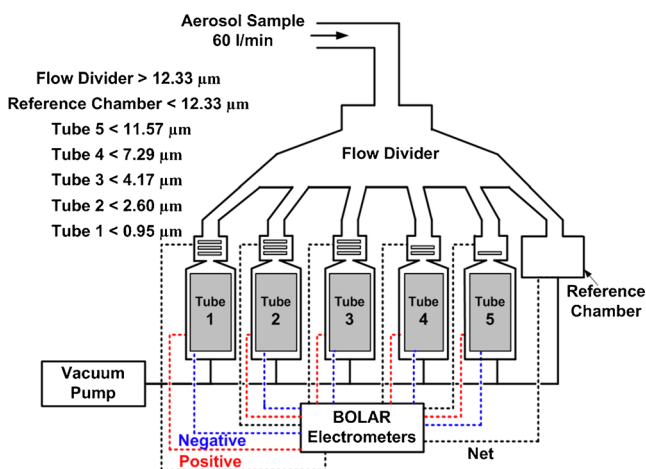 Aerosol Sample
60 l/min
Flow Divider > 12.33 µm
Reference Chamber < 12.33 µm
Tube 5 < 11.57 µm
Tube 4 < 7.29 µm
Tube 3 < 4.17 µm
Tube 2 < 2.60 µm
Tube 1 < 0.95 µm
Flow Divider
Tube
1
Tube
2
Tube
3
Tube
4
Tube
5
Reference
Chamber
Vacuum
Pump
BOLAR
Electrometers
Negative
Positive
Net